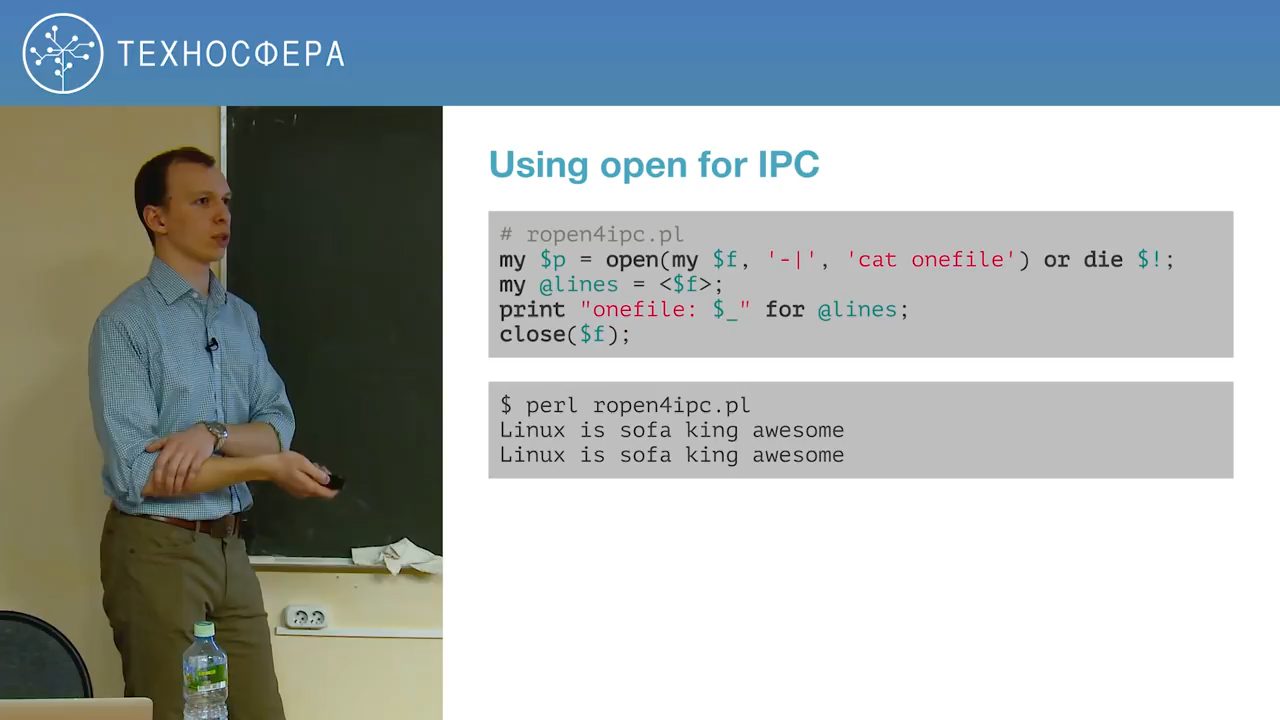 ТЕХНОСФЕРА
Using open for IPC
# ropen4ipc.pl
my $p = open(my $f, '-|', 'cat onefile') or die $!;
my @lines = <$f>;
print "onefile: $_" for @lines;
close($f);
$ perl ropen4ipc.pl
Linux is sofa king awesome
Linux is sofa king awesome